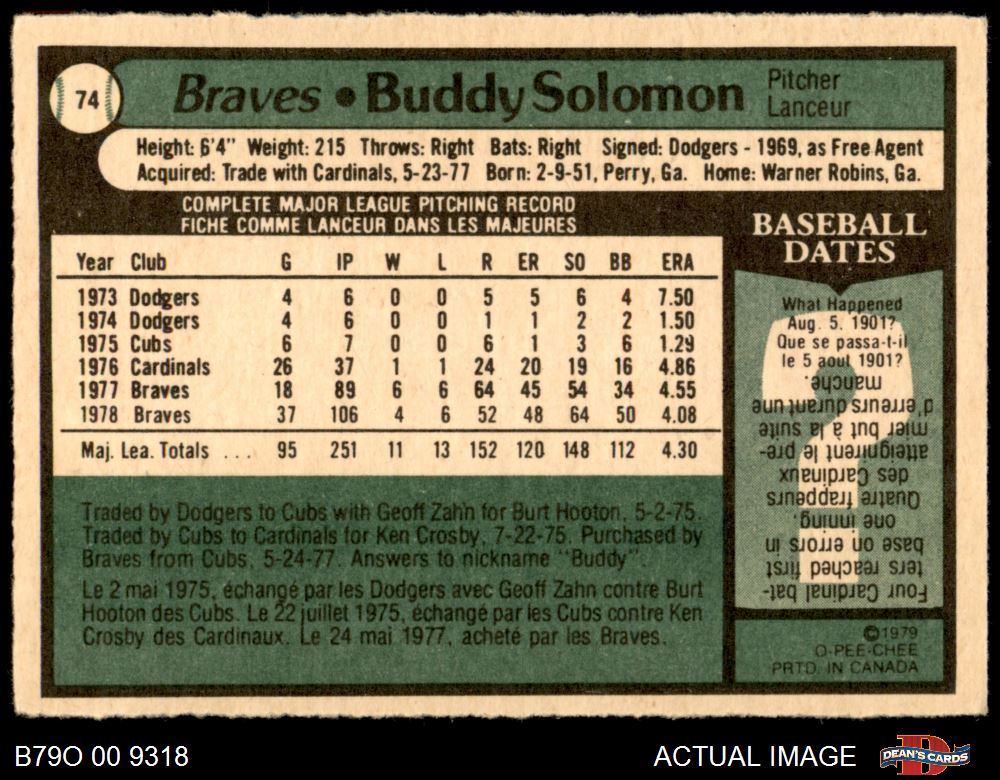 74
Braves • Buddy Solomon
Pitcher
Lanceur
Height: 6'4" Weight: 215 Throws: Right Bats: Right Signed: Dodgers - 1969, as Free Agent
Acquired: Trade with Cardinals, 5-23-77 Born: 2-9-51, Perry, Ga. Home: Warner Robins, Ga.
COMPLETE MAJOR LEAGUE PITCHING RECORD
FICHE COMME LANCEUR DANS LES MAJEURES
Year Club G IP W L R ER SO BB ERA
1973 Dodgers 4 6 0 0 5 5 6 4 7.50
1974 Dodgers 4 6 0 0 1 1 2 2 1.50
1975 Cubs 6 7 0 0 6 1 3 6 1.29
1976 Cardinals 26 37 1 1 24 20 19 16 4.86
1977 Braves 18 89 6 6 64 45 54 34 4.55
1978 Braves 37 106 4 6 52 48 64 50 4.08
Maj. Lea. Totals ... 95 251 11 13 152 120 148 112 4.30
Traded by Dodgers to Cubs with Geoff Zahn for Burt Hooton, 5-2-75.
Traded by Cubs to Cardinals for Ken Crosby, 7-22-75. Purchased by
Braves from Cubs, 5-24-77. Answers to nickname "Buddy".
Le 2 mai 1975, échangé par les Dodgers avec Geoff Zahn contre Burt
Hooton des Cubs. Le 22 juillet 1975, échangé par les Cubs contre Ken
Crosby des Cardinaux. Le 24 mai 1977, acheté par les Braves.
BASEBALL
DATES
What Happened
Aug. 5, 1901?
Que se passa-t-il
le 5 aout 1901?
Four Cardinal bat-
ters reached first
base on errors in
one inning.
Quatre frappeurs
des Cardinaux
atteignirent le pre-
mier but à la suite
d'erreurs durant une
manche.
©1979
O-PEE-CHEE
PRTD. IN CANADA
B79O 00 9318
ACTUAL IMAGE
DEAN'S CARDS